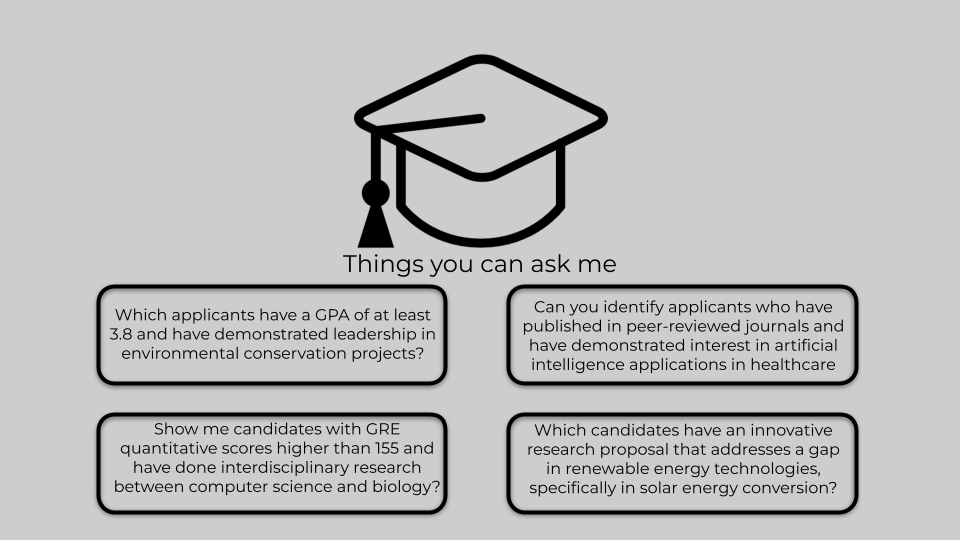 Things you can ask me
Which applicants have a GPA of at least
3.8 and have demonstrated leadership in
environmental conservation projects?
Can you identify applicants who have
published in peer-reviewed journals and
have demonstrated interest in artificial
intelligence applications in healthcare
Show me candidates with GRE
quantitative scores higher than 155 and
have done interdisciplinary research
between computer science and biology?
Which candidates have an innovative
research proposal that addresses a gap
in renewable energy technologies,
specifically in solar energy conversion?